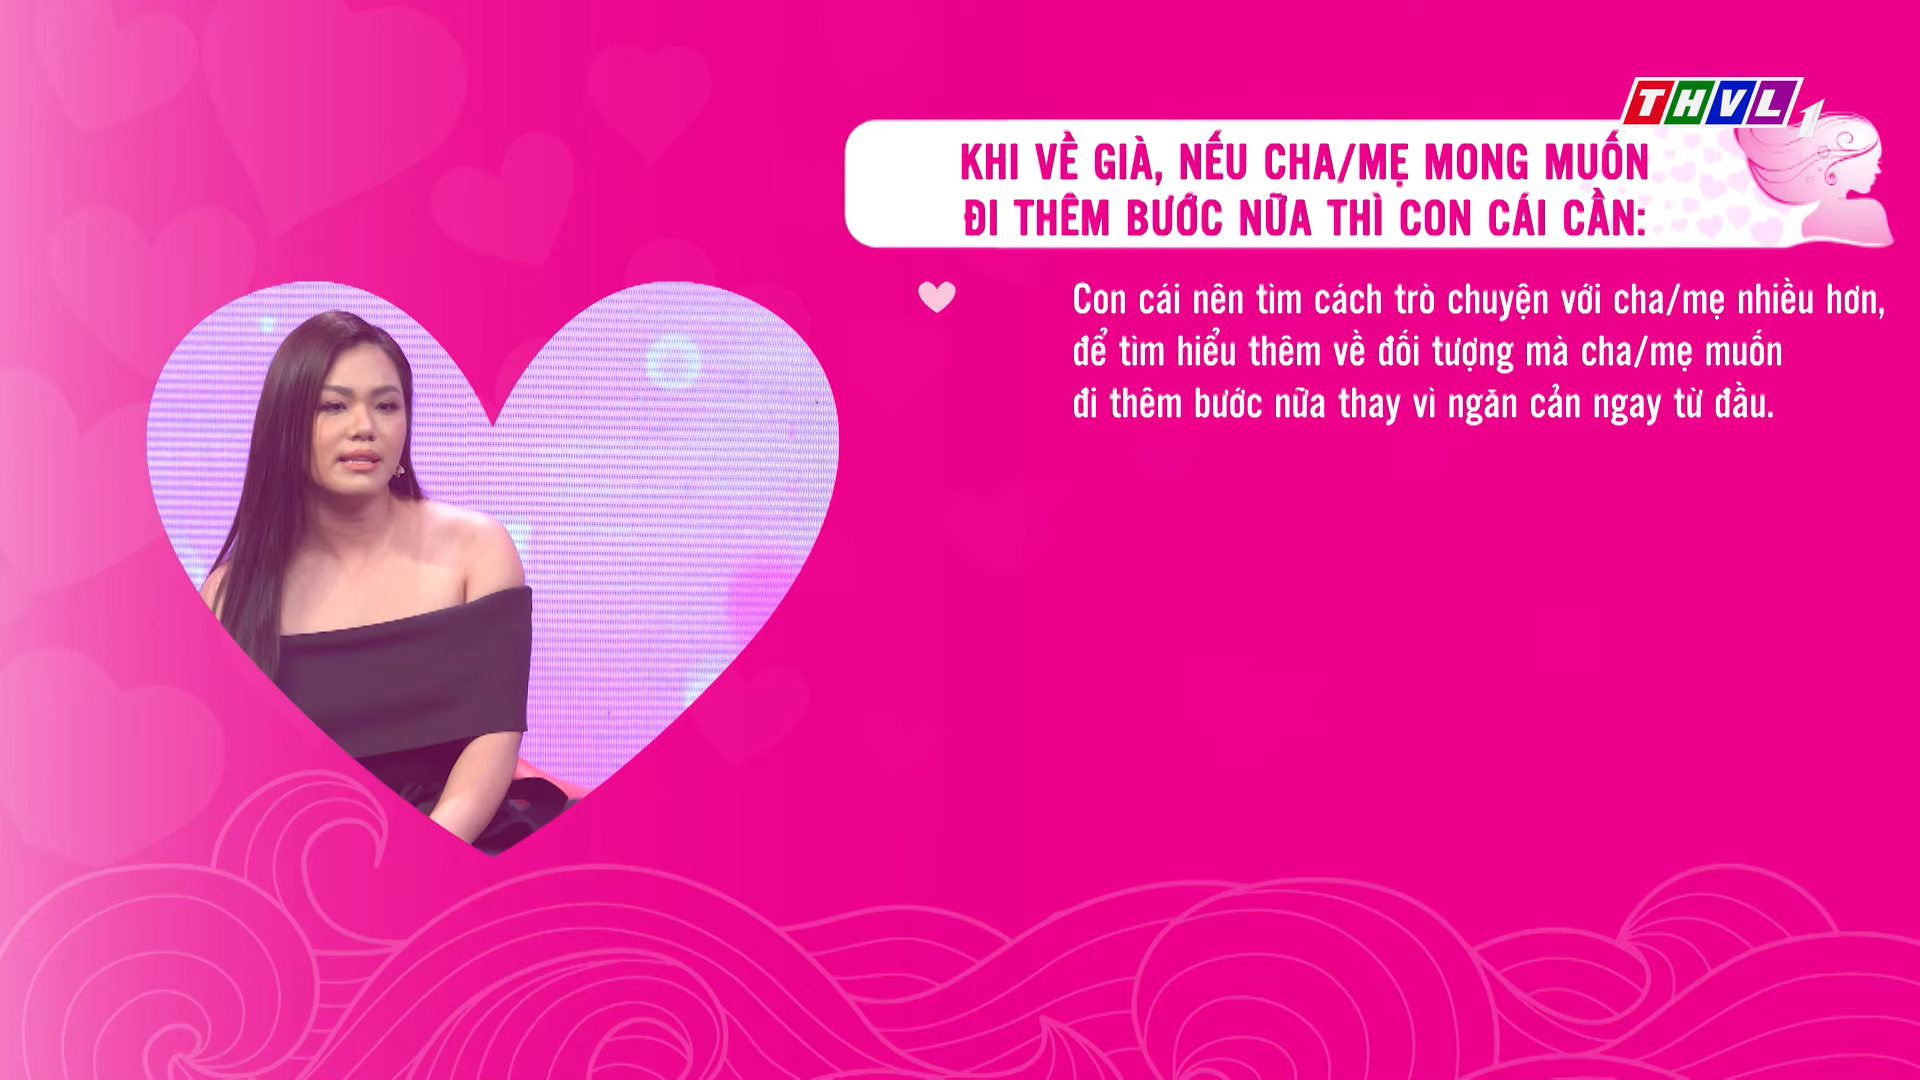 THVL1
KHI VỀ GIÀ, NẾU CHA/MẸ MONG MUỐN
ĐI THÊM BƯỚC NỮA THÌ CON CÁI CẦN:
Con cái nên tìm cách trò chuyện với cha/mẹ nhiều hơn,
để tìm hiểu thêm về đối tượng mà cha/mẹ muốn
đi thêm bước nữa thay vì ngăn cản ngay từ đầu.